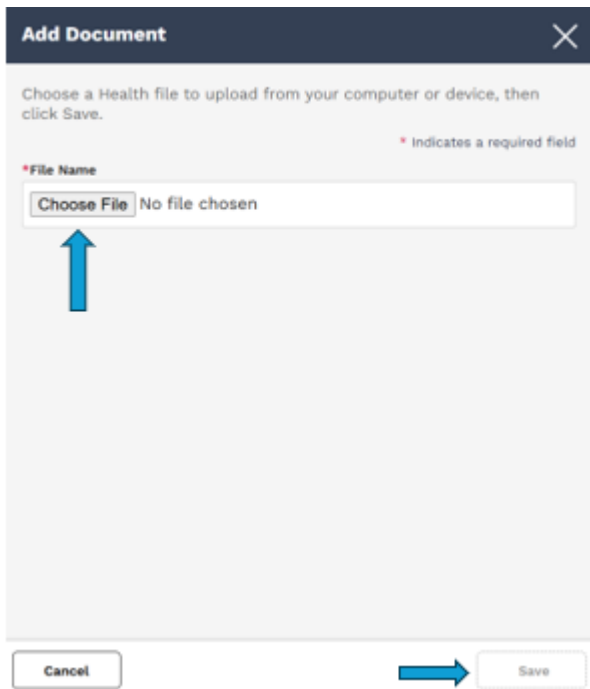 Add Document
Choose a Health file to upload from your computer or device, then
click Save.
* Indicates a required field
*File Name
Choose File No file chosen
Cancel
Save